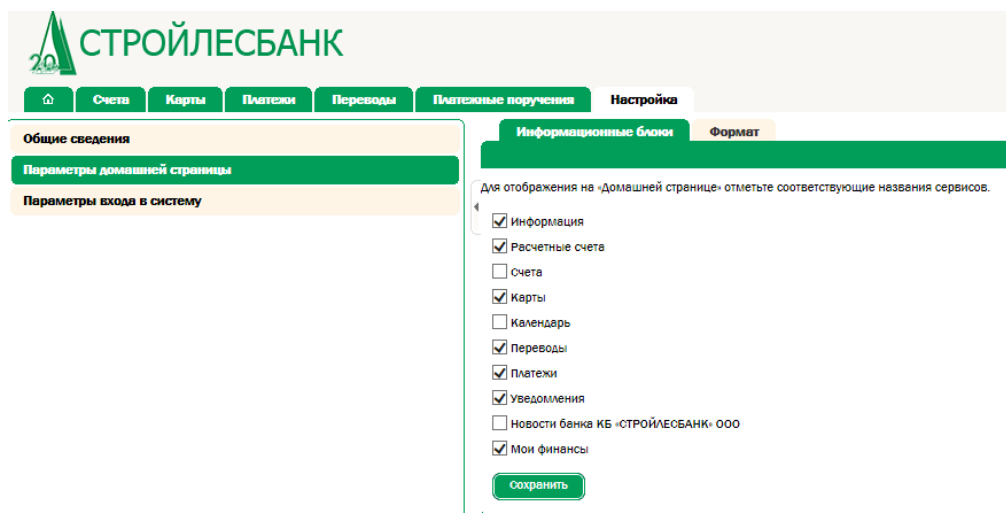 20
СТРОЙЛЕСБАНК
Счета Карты Платежи Переводы Платежные поручения Настройка
Общие сведения
Параметры домашней страницы
Параметры входа в систему
Информационные блоки Формат
Для отображения на «Домашней странице» отметьте соответствующие названия сервисов.
Информация
Расчетные счета
Счета
Карты
Календарь
Переводы
Платежи
Уведомления
Новости банка КБ «СТРОЙЛЕСБАНК» ООО
Мои финансы
Сохранить